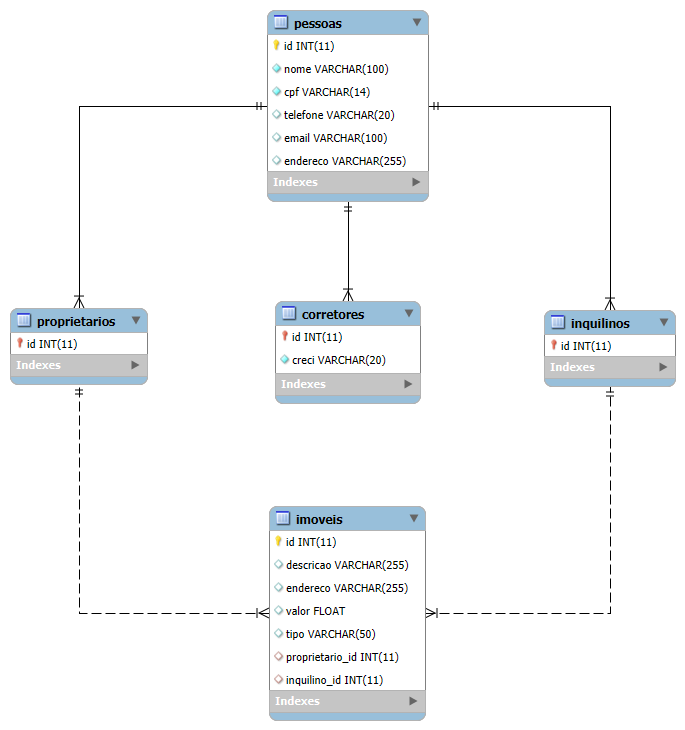 pessoas
id INT(11)
nome VARCHAR(100)
cpf VARCHAR(14)
telefone VARCHAR(20)
email VARCHAR(100)
endereco VARCHAR(255)
Indexes
proprietarios
id INT(11)
Indexes
corretores
id INT(11)
creci VARCHAR(20)
Indexes
inquilinos
id INT(11)
Indexes
imoveis
id INT(11)
descricao VARCHAR(255)
endereco VARCHAR(255)
valor FLOAT
tipo VARCHAR(50)
proprietario_id INT(11)
inquilino_id INT(11)
Indexes